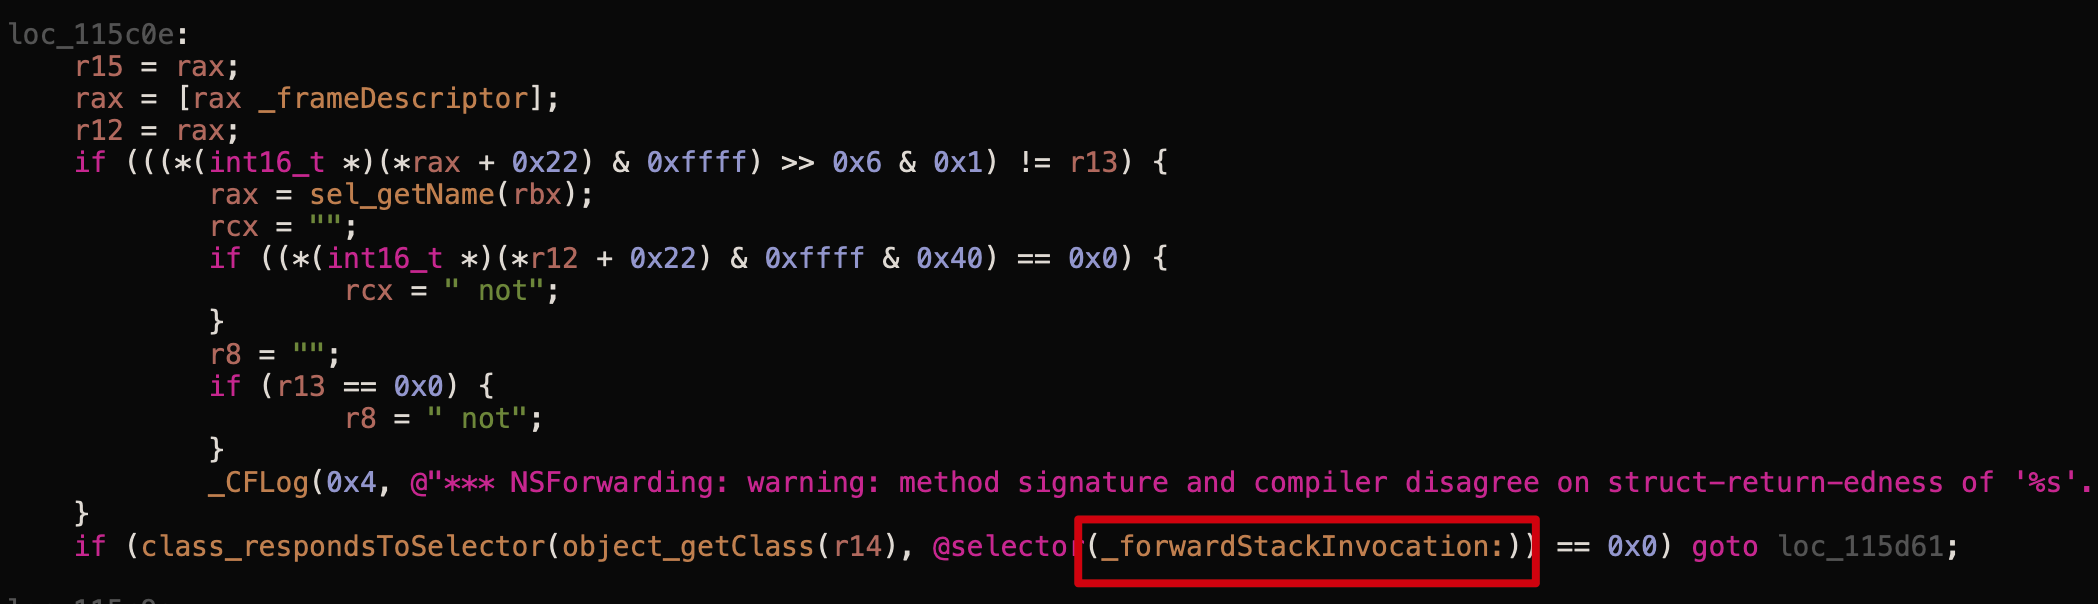 loc_115c0e:
r15 = rax;
rax = [rax _frameDescriptor];
r12 = rax;
if (((*(int16_t *)(*rax + 0x22) & 0xffff) >> 0x6 & 0x1) != r13) {
rax = sel_getName(rbx);
rcx = "";
if ((*(int16_t *)(*r12 + 0x22) & 0xffff & 0x40) == 0x0) {
rcx = " not";
}
r8 = "";
if (r13 == 0x0) {
r8 = " not";
}
_CFLog(0x4, @"*** NSForwarding: warning: method signature and compiler disagree on struct-return-edness of '%s'.
}
if (class_respondsToSelector(object_getClass(r14), @selector(_forwardStackInvocation:)) == 0x0) goto loc_115d61;